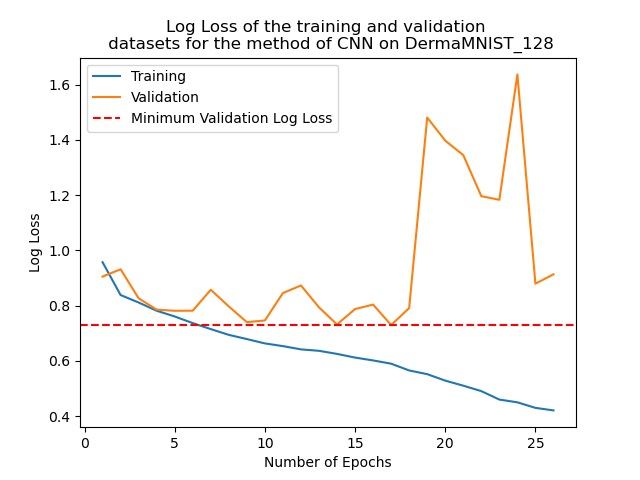 Log Loss of the training and validation
datasets for the method of CNN on DermaMNIST_128
Training
Validation
Minimum Validation Log Loss
Log Loss
1.6
1.4
1.2
1.0
0.8
0.6
0.4
0
5
10
15
20
25
Number of Epochs